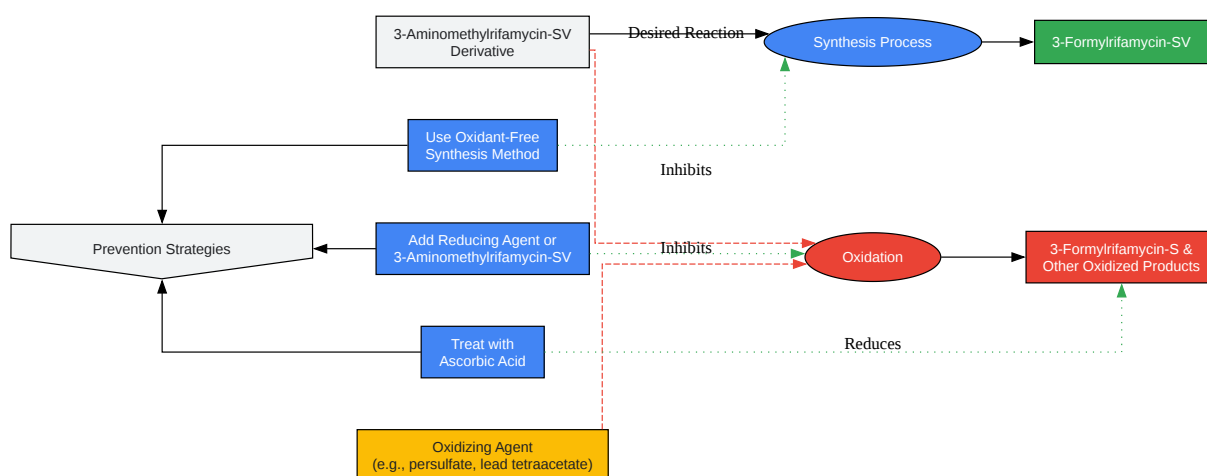 3-Aminomethylrifamycin-SV
Derivative
Desired Reaction
Synthesis Process
3-Formylrifamycin-SV
Use Oxidant-Free
Synthesis Method
Inhibits
Prevention Strategies
Add Reducing Agent or
3-Aminomethylrifamycin-SV
Inhibits
Oxidation
3-Formylrifamycin-S &
Other Oxidized Products
Treat with
Ascorbic Acid
Reduces
Oxidizing Agent
(e.g., persulfate, lead tetraacetate)